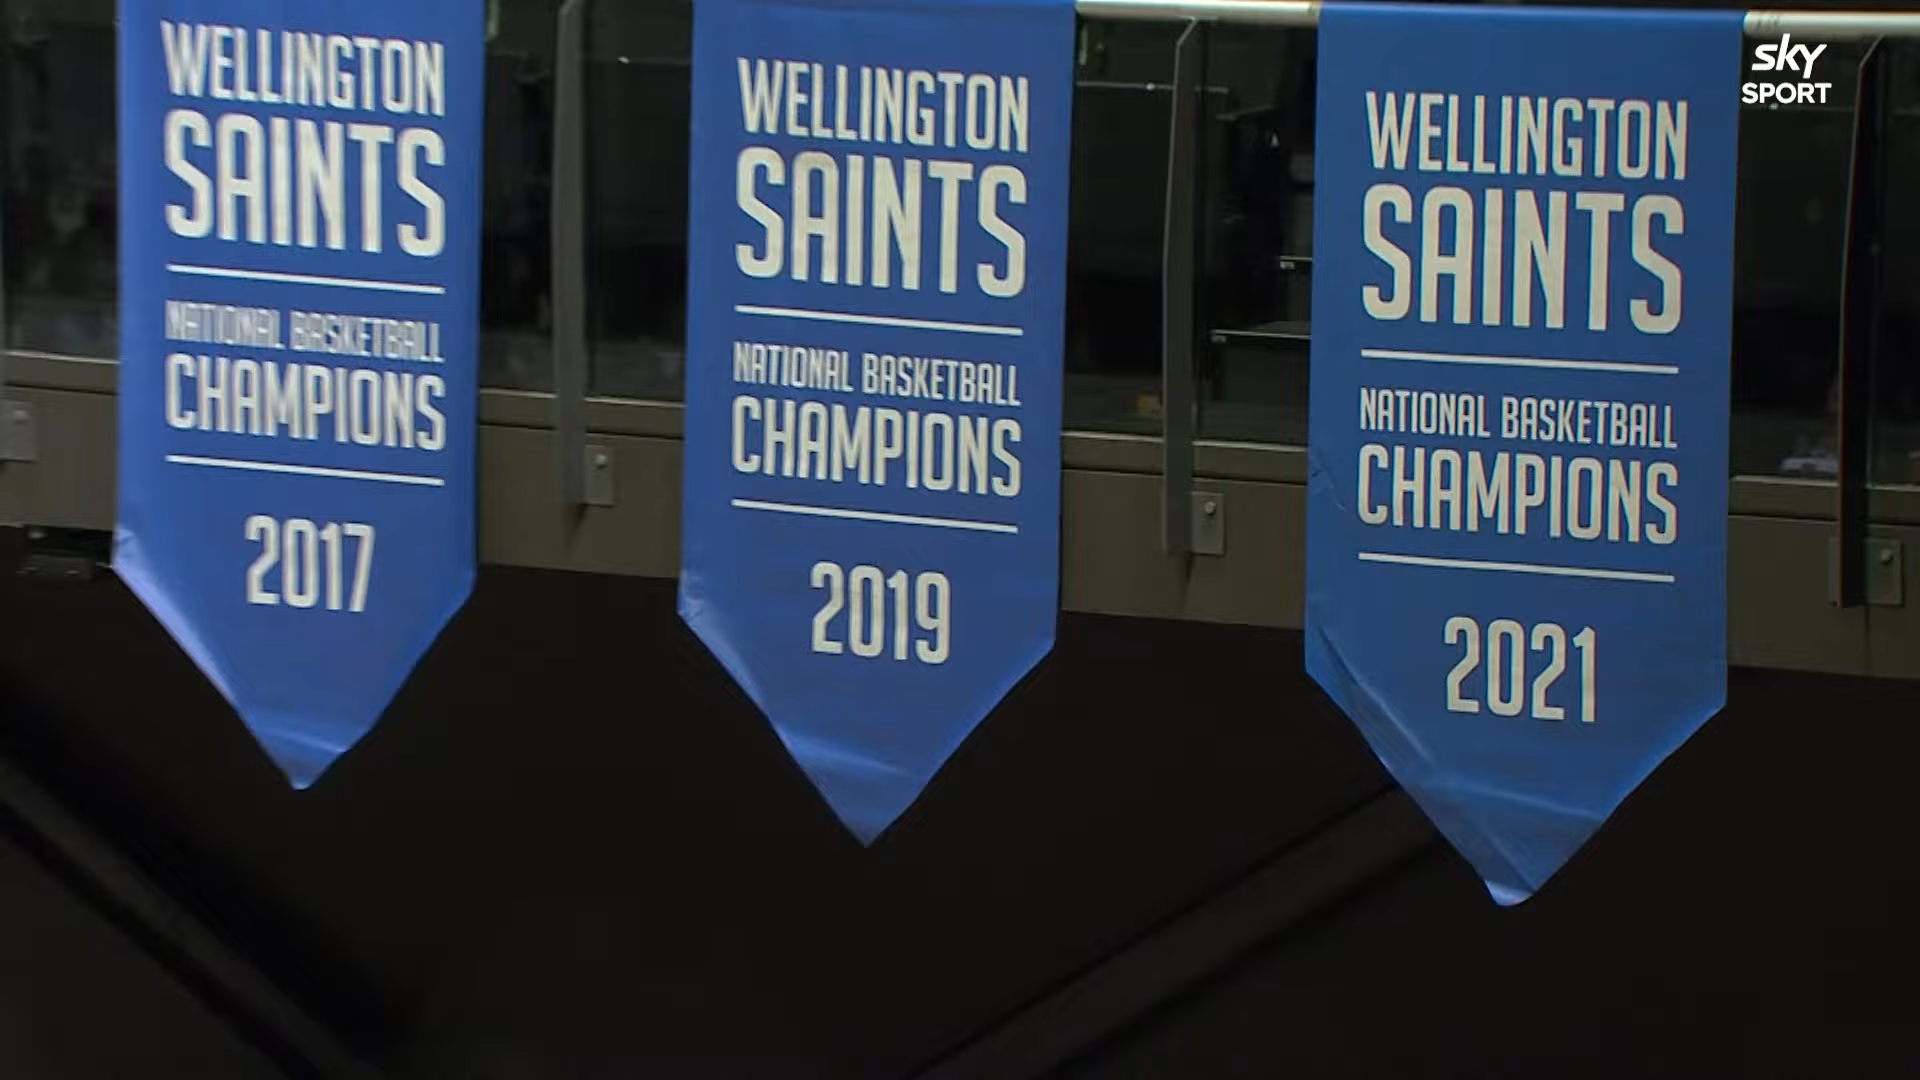 WELLINGTON
SAINTS
NATIONAL BASKETBALL
CHAMPIONS
2017
WELLINGTON
SAINTS
NATIONAL BASKETBALL
CHAMPIONS
2019
WELLINGTON
SAINTS
NATIONAL BASKETBALL
CHAMPIONS
2021
sky
SPORT